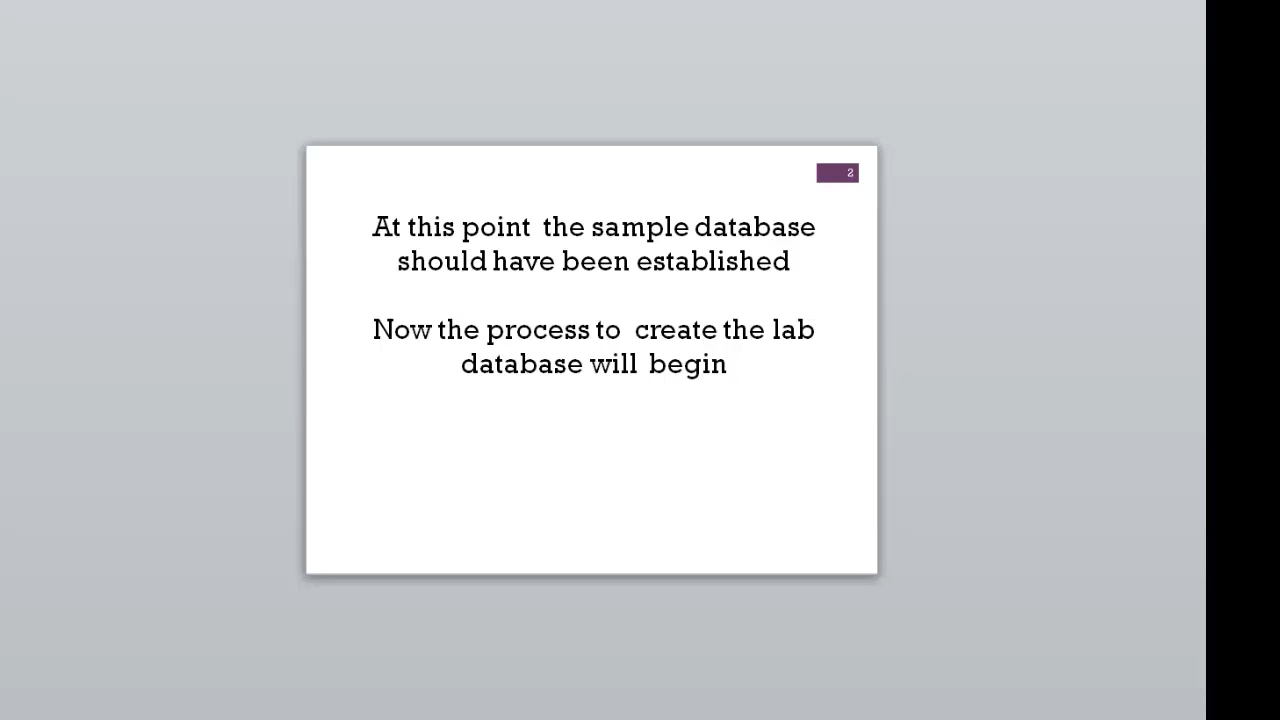 2
At this point the sample database
should have been established
Now the process to create the lab
database will begin